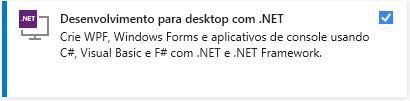 .NET
Desenvolvimento para desktop com .NET
Crie WPF, Windows Forms e aplicativos de console usando
C#, Visual Basic e F# com .NET e .NET Framework.